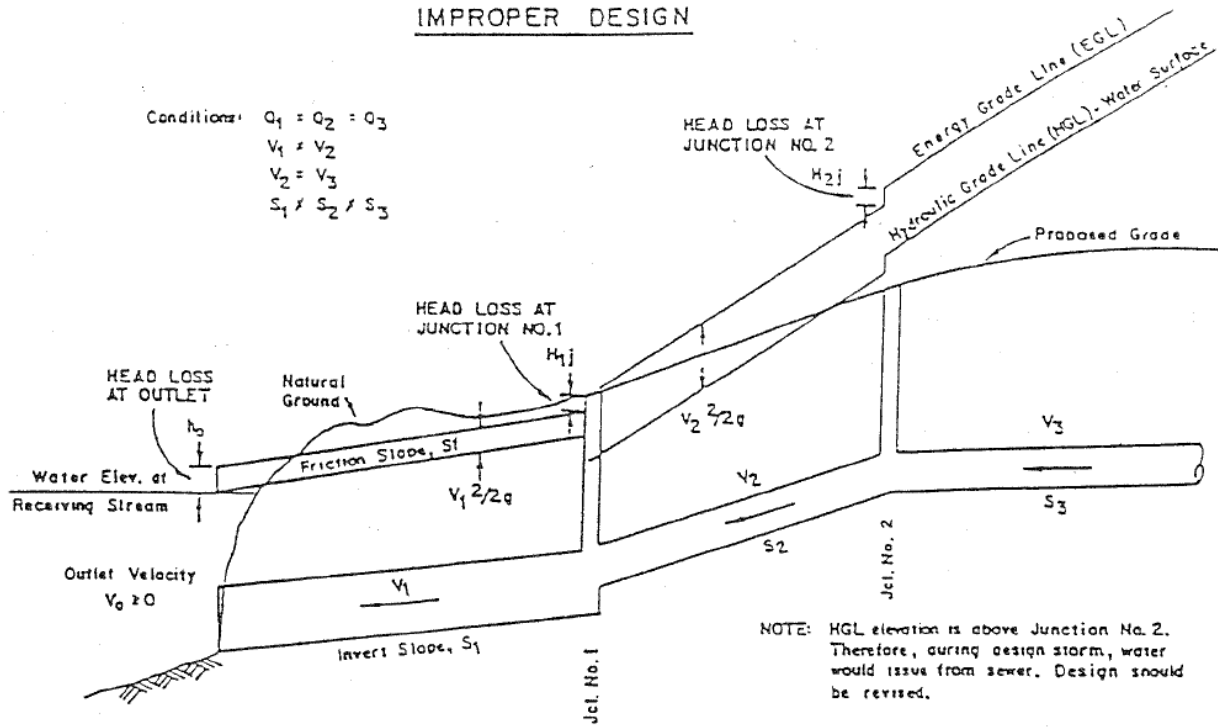 IMPROPER DESIGN
Conditions: Q1 = Q2 = Q3
V1 ≠ V2
V2 = V3
S1 ≠ S2 ≠ S3
HEAD LOSS AT
JUNCTION NO. 2
H2j
Energy Grade Line (EGL)
Hydraulic Grade Line (HGL)-Water Surface
Proposed Grade
HEAD LOSS AT
JUNCTION NO. 1
H1j
HEAD LOSS
AT OUTLET
Natural
Ground
Friction Slope, Sf
V1 2/2g
V2 2/2g
Water Elev. at
Receiving Stream
Outlet Velocity
V1
Invert Slope, S1
Jct. No. 1
V2
S2
Jct. No. 2
V3
S3
NOTE: HGL elevation is above Junction No. 2.
Therefore, during design storm, water
would issue from sewer. Design should
be revised.